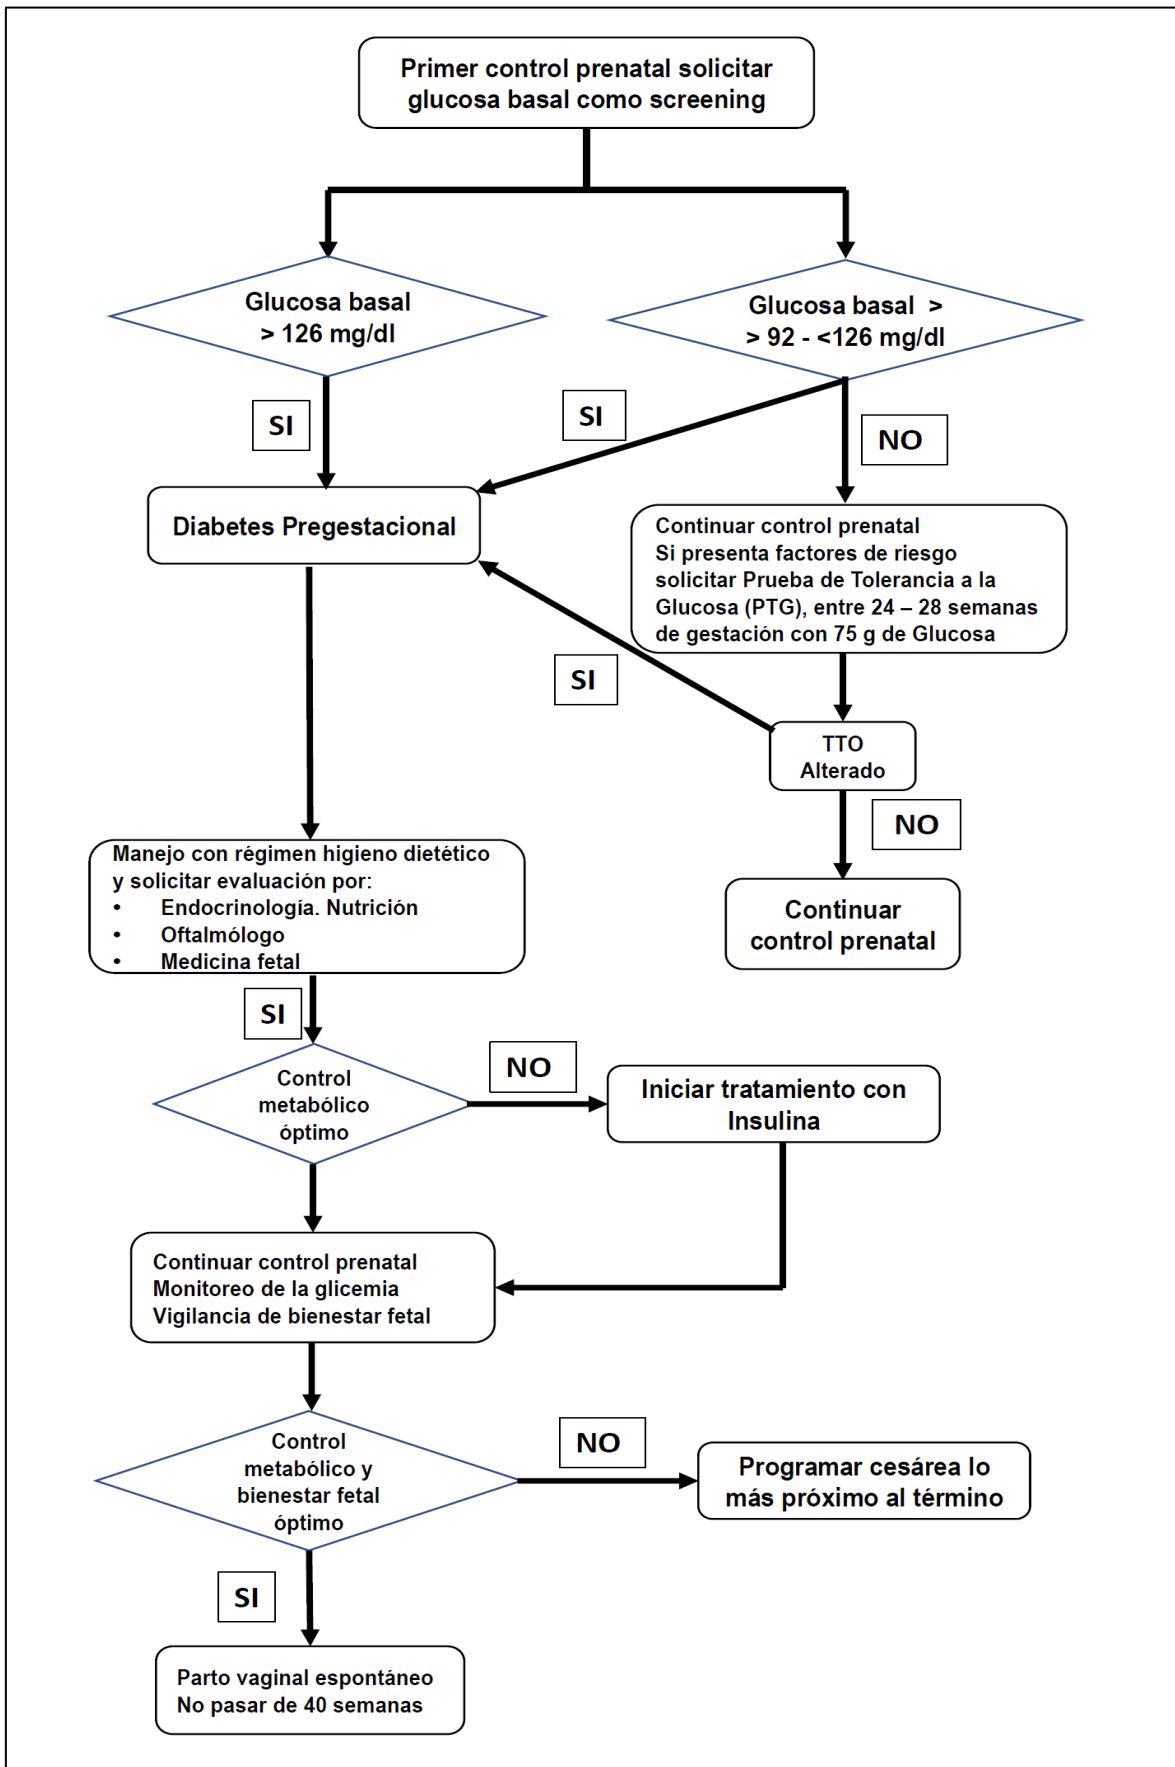 Primer control prenatal solicitar
glucosa basal como screening
Glucosa basal
> 126 mg/dl
Glucosa basal >
> 92 - <126 mg/dl
SI
SI
NO
Diabetes Pregestacional
Continuar control prenatal
Si presenta factores de riesgo
solicitar Prueba de Tolerancia a la
Glucosa (PTG), entre 24 – 28 semanas
de gestación con 75 g de Glucosa
SI
TTO
Alterado
NO
Continuar
control prenatal
Manejo con régimen higieno dietético
y solicitar evaluación por:
• Endocrinología. Nutrición
• Oftalmólogo
• Medicina fetal
SI
Control
metabólico
óptimo
NO
Iniciar tratamiento con
Insulina
Continuar control prenatal
Monitoreo de la glicemia
Vigilancia de bienestar fetal
Control
metabólico y
bienestar fetal
óptimo
NO
Programar cesárea lo
más próximo al término
SI
Parto vaginal espontáneo
No pasar de 40 semanas